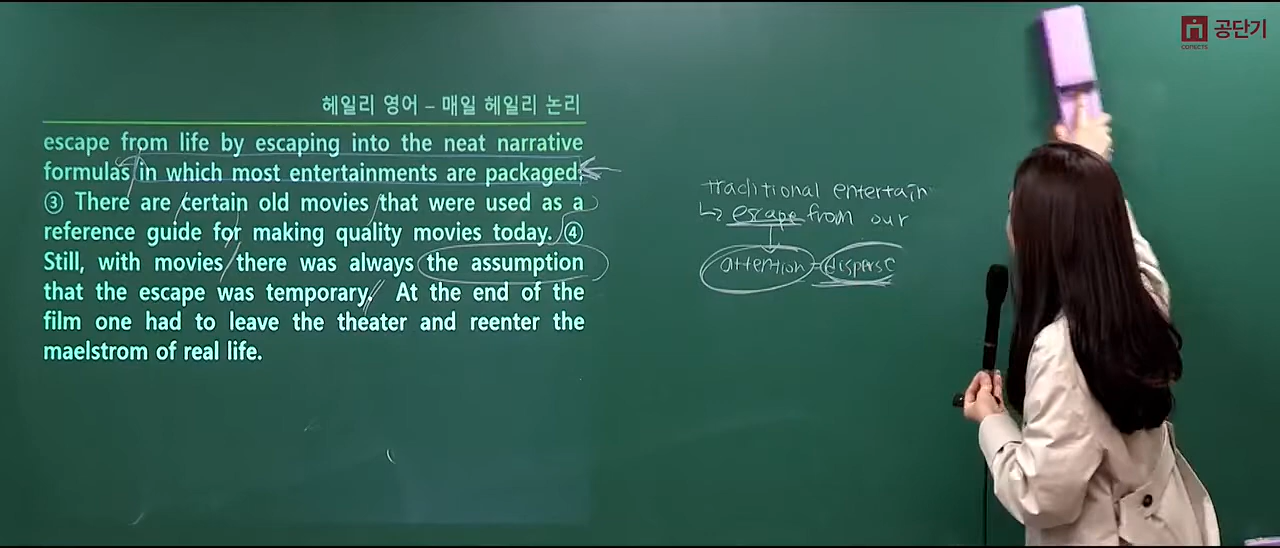 공단기
CONECTS
헤일리 영어 – 매일 헤일리 논리
escape from life by escaping into the neat narrative
formulas in which most entertainments are packaged.
③ There are certain old movies that were used as a
reference guide for making quality movies today. ④
Still, with movies there was always the assumption
that the escape was temporary. At the end of the
film one had to leave the theater and reenter the
maelstrom of real life.
traditional entertain
↳ escape from our
attention = disperse